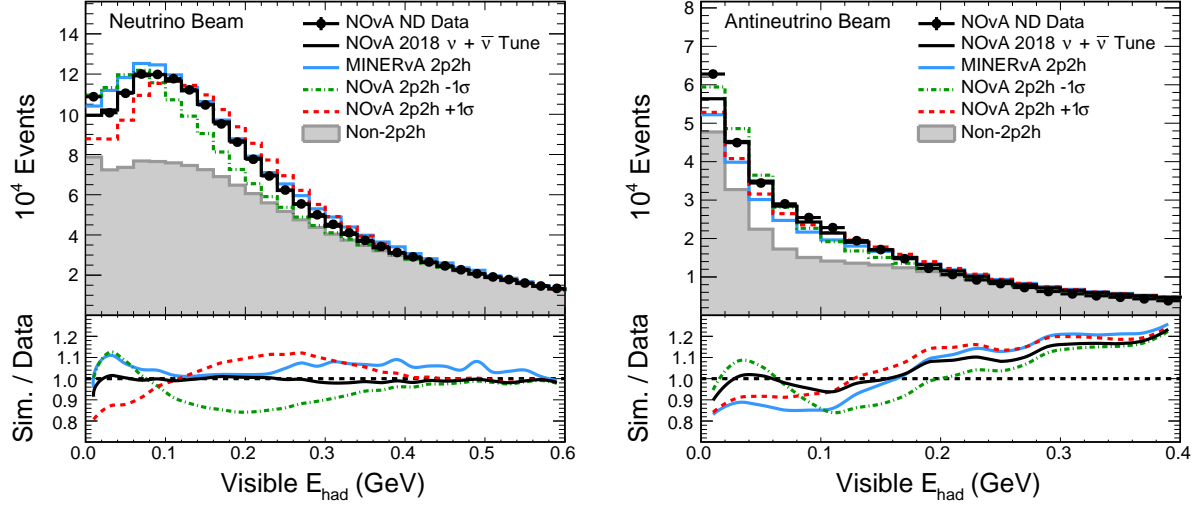 Neutrino Beam
NOvA ND Data
NOvA 2018 ν + ν̅ Tune
MINERvA 2p2h
NOvA 2p2h -1σ
NOvA 2p2h +1σ
Non-2p2h
10⁴ Events
14
12
10
8
6
4
2
Sim. / Data
1.2
1.1
1.0
0.9
0.8
0.0 0.1 0.2 0.3 0.4 0.5 0.6
Visible E_had (GeV)
Antineutrino Beam
NOvA ND Data
NOvA 2018 ν + ν̅ Tune
MINERvA 2p2h
NOvA 2p2h -1σ
NOvA 2p2h +1σ
Non-2p2h
10⁴ Events
8
7
6
5
4
3
2
1
Sim. / Data
1.2
1.1
1.0
0.9
0.8
0.0 0.1 0.2 0.3 0.4
Visible E_had (GeV)